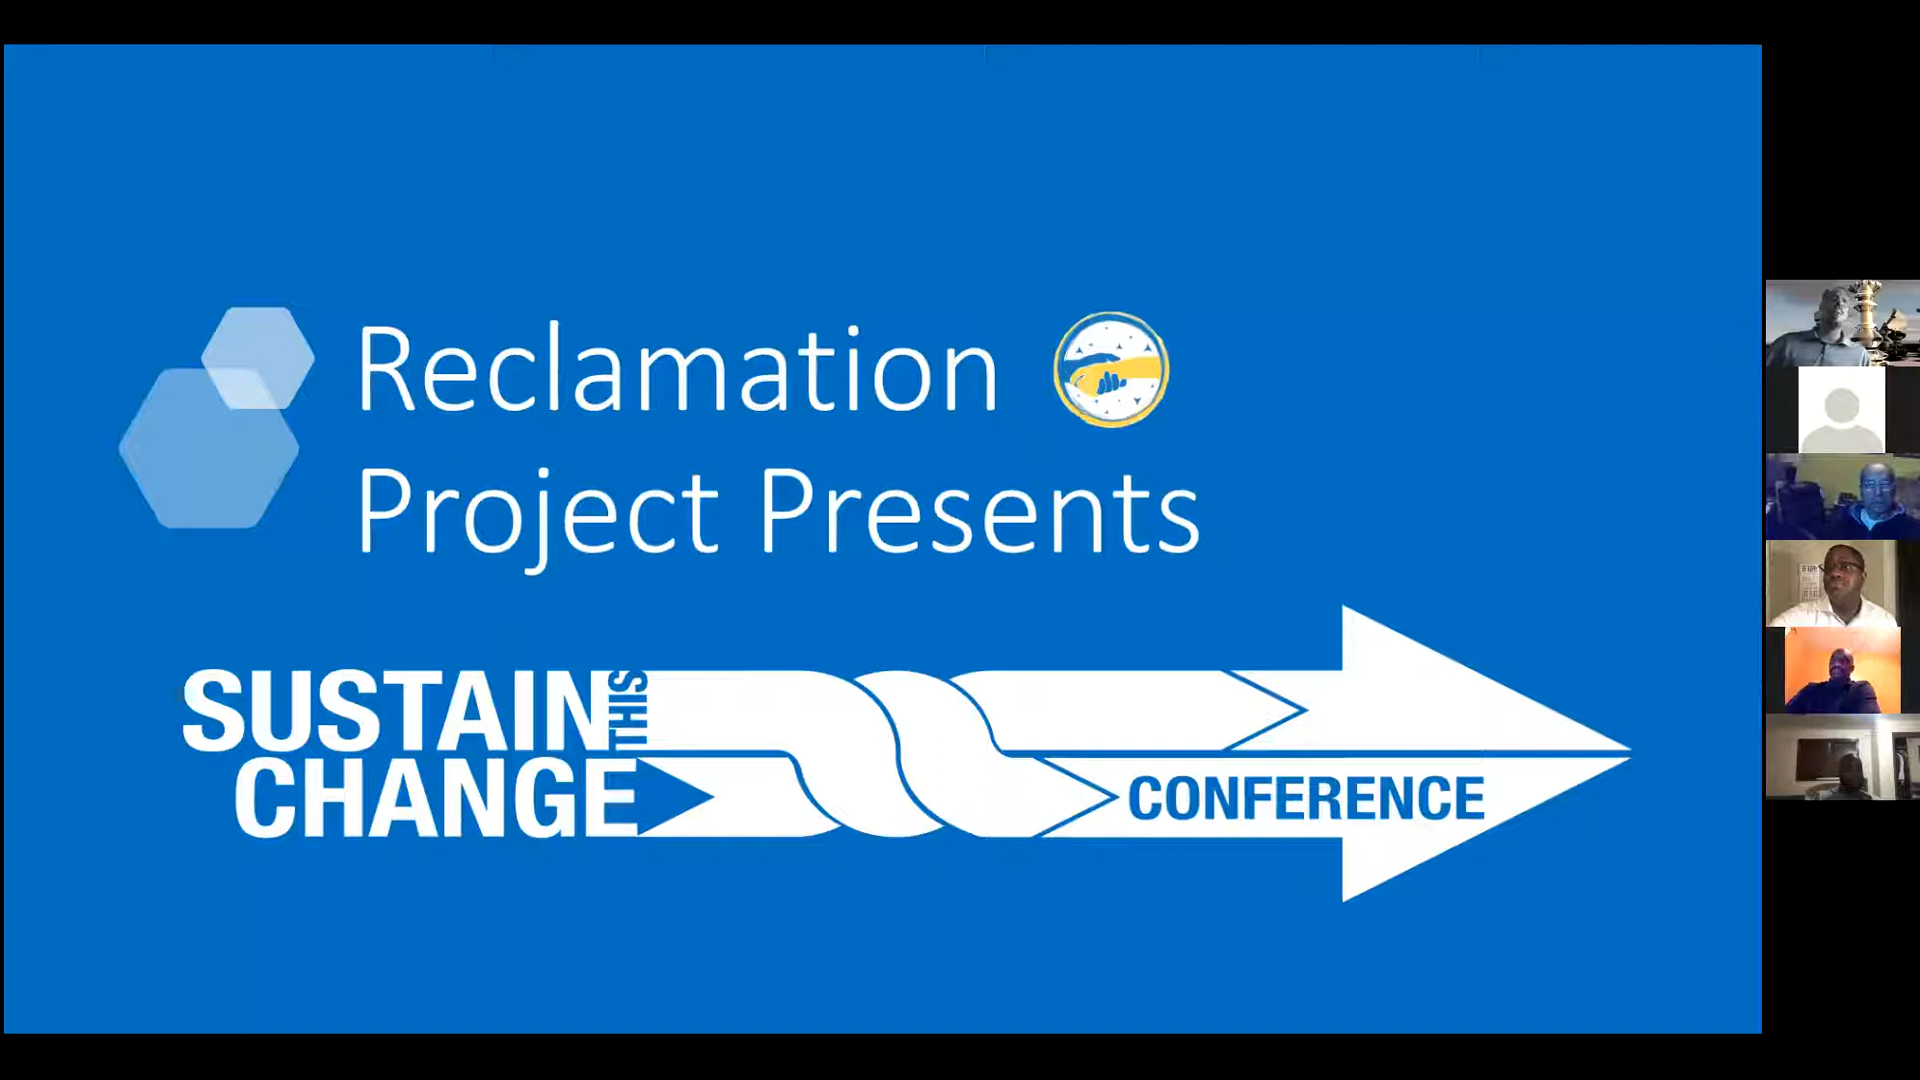 Reclamation
Project Presents
SUSTAIN THIS
CHANGE
CONFERENCE